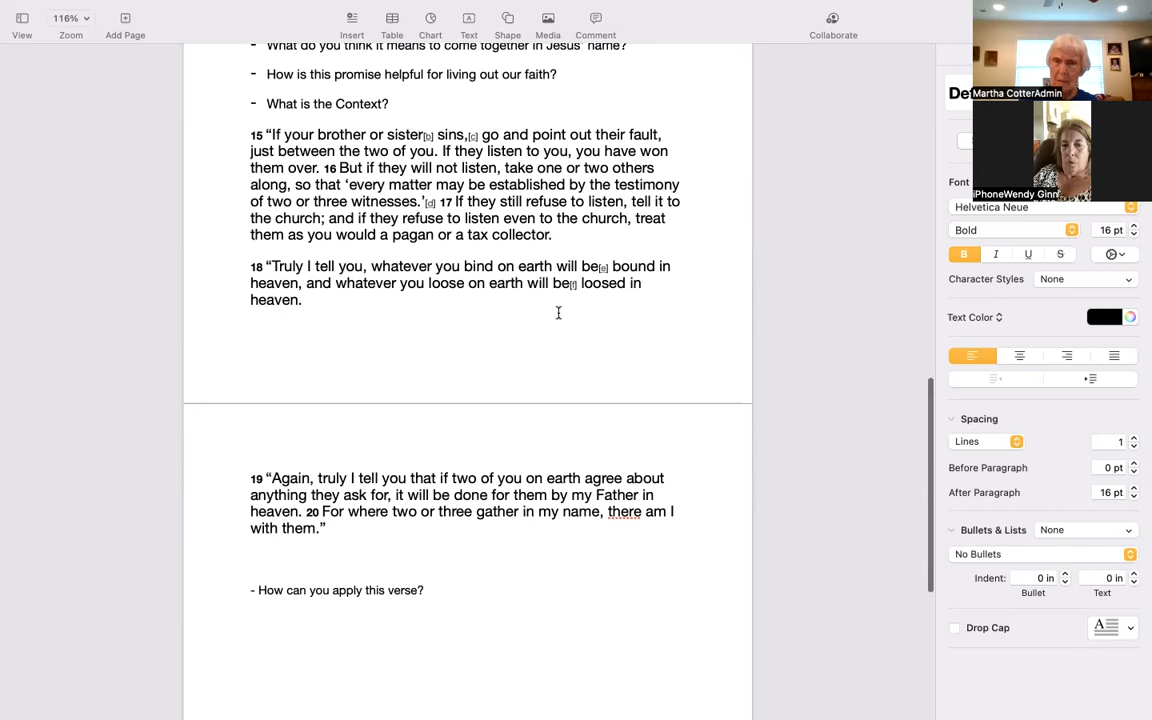 116%
View
Zoom
Add Page
Insert
Table
Chart
Text
Shape
Media
Comment
Collaborate
- What do you think it means to come together in Jesus' name?
- How is this promise helpful for living out our faith?
- What is the Context?
15 “If your brother or sister[b] sins,[c] go and point out their fault,
just between the two of you. If they listen to you, you have won
them over. 16 But if they will not listen, take one or two others
along, so that ‘every matter may be established by the testimony
of two or three witnesses.’[d] 17 If they still refuse to listen, tell it to
the church; and if they refuse to listen even to the church, treat
them as you would a pagan or a tax collector.
18 “Truly I tell you, whatever you bind on earth will be[e] bound in
heaven, and whatever you loose on earth will be[f] loosed in
heaven.
19 “Again, truly I tell you that if two of you on earth agree about
anything they ask for, it will be done for them by my Father in
heaven. 20 For where two or three gather in my name, there am I
with them.”
- How can you apply this verse?
Martha CotterAdmin
iPhoneWendy Ginn
De
Font
Helvetica Neue
Bold
16 pt
B I U S
Character Styles
None
Text Color
Spacing
Lines
1
Before Paragraph
0 pt
After Paragraph
16 pt
Bullets & Lists
None
No Bullets
Indent:
0 in
0 in
Bullet
Text
Drop Cap
A